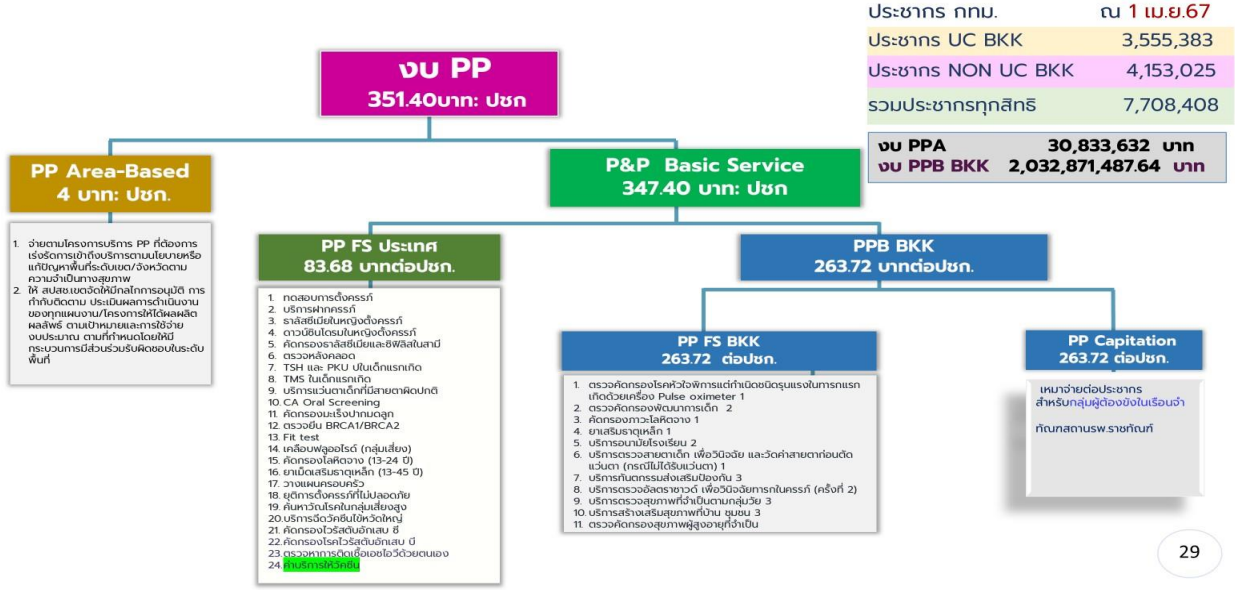 ประชากร กทม. ณ 1 เม.ย.67
ประชากร UC BKK 3,555,383
ประชากร NON UC BKK 4,153,025
รวมประชากรทุกสิทธิ 7,708,408
งบ PPA 30,833,632 บาท
งบ PPB BKK 2,032,871,487.64 บาท
งบ PP
351.40บาท: ปชก
PP Area-Based
4 บาท: ปชก.
1. จ่ายตามโครงการบริการ PP ที่ต้องการ
เร่งรัดการเข้าถึงบริการตามนโยบายหรือ
แก้ปัญหาพื้นที่ระดับเขต/จังหวัดตาม
ความจำเป็นทางสุขภาพ
2. ให้ สปสช.เขตจัดให้มีกลไกการอนุมัติ การ
กำกับติดตาม ประเมินผลการดำเนินงาน
ของทุกแผนงาน/โครงการให้ได้ผลผลิต
ผลลัพธ์ ตามเป้าหมายและการใช้จ่าย
งบประมาณ ตามที่กำหนดโดยให้มี
กระบวนการมีส่วนร่วมรับผิดชอบในระดับ
พื้นที่
P&P Basic Service
347.40 บาท: ปชก
PP FS ประเทศ
83.68 บาทต่อปชก.
1. ทดสอบการตั้งครรภ์
2. บริการฝากครรภ์
3. ธาลัสซีเมียในหญิงตั้งครรภ์
4. ดาวน์ซินโดรมในหญิงตั้งครรภ์
5. คัดกรองธาลัสซีเมียและซิฟิลิสในสามี
6. ตรวจหลังคลอด
7. TSH และ PKU ปในเด็กแรกเกิด
8. TMS ในเด็กแรกเกิด
9. บริการแว่นตาเด็กที่มีสายตาผิดปกติ
10. CA Oral Screening
11. คัดกรองมะเร็งปากมดลูก
12. ตรวจยีน BRCA1/BRCA2
13. Fit test
14. เคลือบฟลูออไรด์ (กลุ่มเสี่ยง)
15. คัดกรองโลหิตจาง (13-24 ปี)
16. ยาเม็ดเสริมธาตุเหล็ก (13-45 ปี)
17. วางแผนครอบครัว
18. ยุติการตั้งครรภ์ที่ไม่ปลอดภัย
19. ค้นหาวัณโรคในกลุ่มเสี่ยงสูง
20.บริการฉีดวัคซีนไข้หวัดใหญ่
21. คัดกรองไวรัสตับอักเสบ ซี
22.คัดกรองโรคไวรัสตับอักเสบ บี
23.ตรวจหาการติดเชื้อเอชไอวีด้วยตนเอง
24.ค่าบริการให้วัคซีน
PPB BKK
263.72 บาทต่อปชก.
PP FS BKK
263.72 ต่อปชก.
1. ตรวจคัดกรองโรคหัวใจพิการแต่กำเนิดชนิดรุนแรงในทารกแรก
เกิดด้วยเครื่อง Pulse oximeter 1
2. ตรวจคัดกรองพัฒนาการเด็ก 2
3. คัดกรองภาวะโลหิตจาง 1
4. ยาเสริมธาตุเหล็ก 1
5. บริการอนามัยโรงเรียน 2
6. บริการตรวจสายตาเด็ก เพื่อวินิจฉัย และวัดค่าสายตาก่อนตัด
แว่นตา (กรณีไม่ได้รับแว่นตา) 1
7. บริการทันตกรรมส่งเสริมป้องกัน 3
8. บริการตรวจอัลตราซาวด์ เพื่อวินิจฉัยทารกในครรภ์ (ครั้งที่ 2)
9. บริการตรวจสุขภาพที่จำเป็นตามกลุ่มวัย 3
10. บริการสร้างเสริมสุขภาพที่บ้าน ชุมชน 3
11. ตรวจคัดกรองสุขภาพผู้สูงอายุที่จำเป็น
PP Capitation
263.72 ต่อปชก.
เหมาจ่ายต่อประชากร
สำหรับกลุ่มผู้ต้องขังในเรือนจำ
ทัณฑสถานรพ.ราชทัณฑ์
29